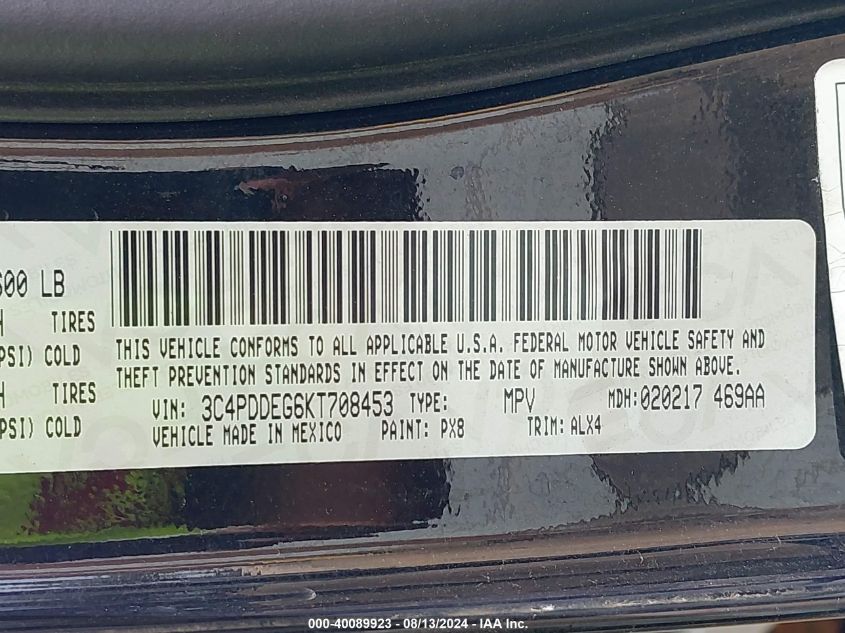 600 LB
TIRES
PSI) COLD
TIRES
PSI) COLD
THIS VEHICLE CONFORMS TO ALL APPLICABLE U.S.A. FEDERAL MOTOR VEHICLE SAFETY AND
THEFT PREVENTION STANDARDS IN EFFECT ON THE DATE OF MANUFACTURE SHOWN ABOVE.
VIN: 3C4PDDEG6KT708453 TYPE: MPV MDH:020217 469AA
VEHICLE MADE IN MEXICO PAINT: PX8 TRIM: ALX4
000-40089923 - 08/13/2024 - IAA Inc.